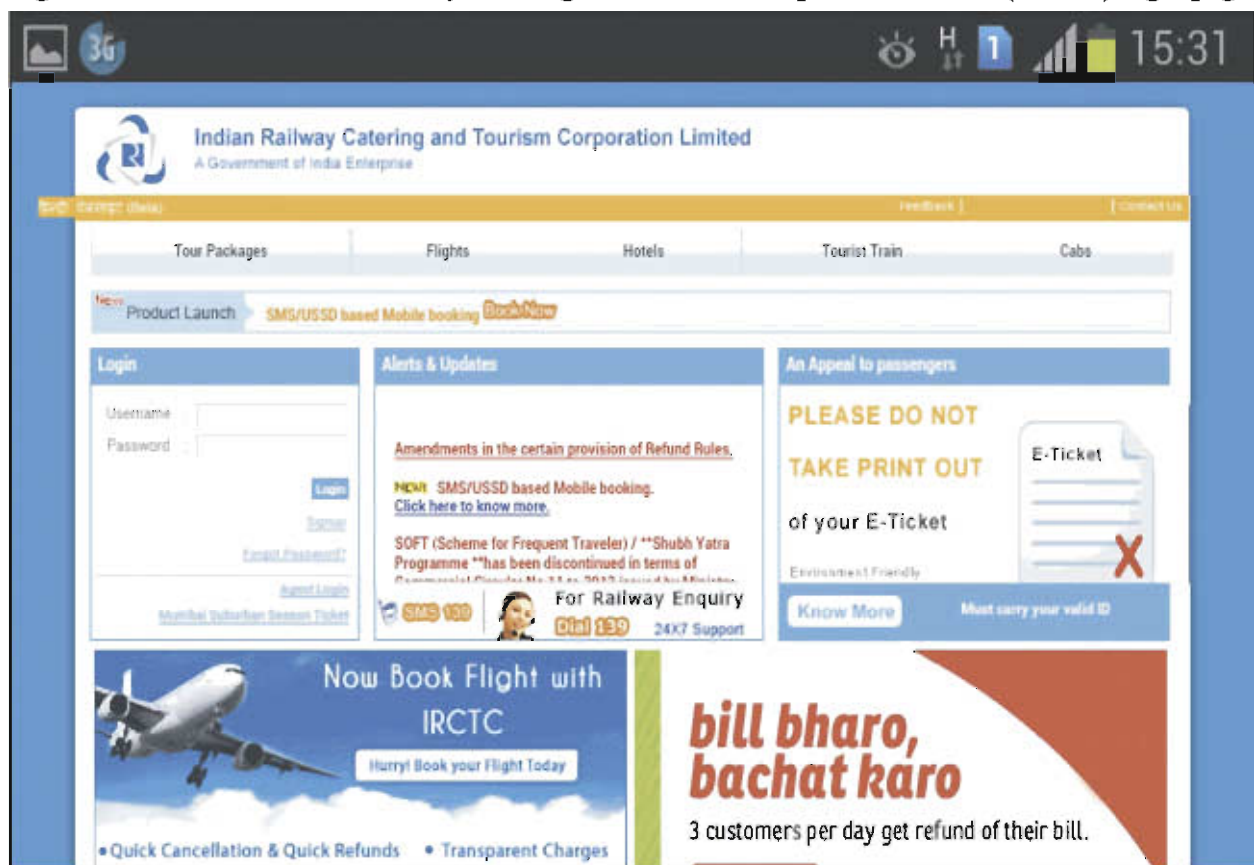 3G
H
1
15:31
Indian Railway Catering and Tourism Corporation Limited
A Government of India Enterprise
(Beta)
Feedback ]
[ Contact Us
Tour Packages
Flights
Hotels
Tourist Train
Cabs
New
Product Launch
SMS/USSD based Mobile booking Book Now
Login
Username
Password
Login
Signup
Forgot Password?
Agent Login
Mumbai Suburban Season Ticket
Alerts & Updates
Amendments in the certain provision of Refund Rules.
NEW! SMS/USSD based Mobile booking.
Click here to know more.
SOFT (Scheme for Frequent Traveler) / **Shubh Yatra
Programme **has been discontinued in terms of
SMS 139
For Railway Enquiry
Dial 139 24X7 Support
An Appeal to passengers
PLEASE DO NOT
TAKE PRINT OUT
of your E-Ticket
Environment Friendly
E-Ticket
X
Know More
Must carry your valid ID
Now Book Flight with
IRCTC
Hurry! Book your Flight Today
• Quick Cancellation & Quick Refunds • Transparent Charges
bill bharo,
bachat karo
3 customers per day get refund of their bill.